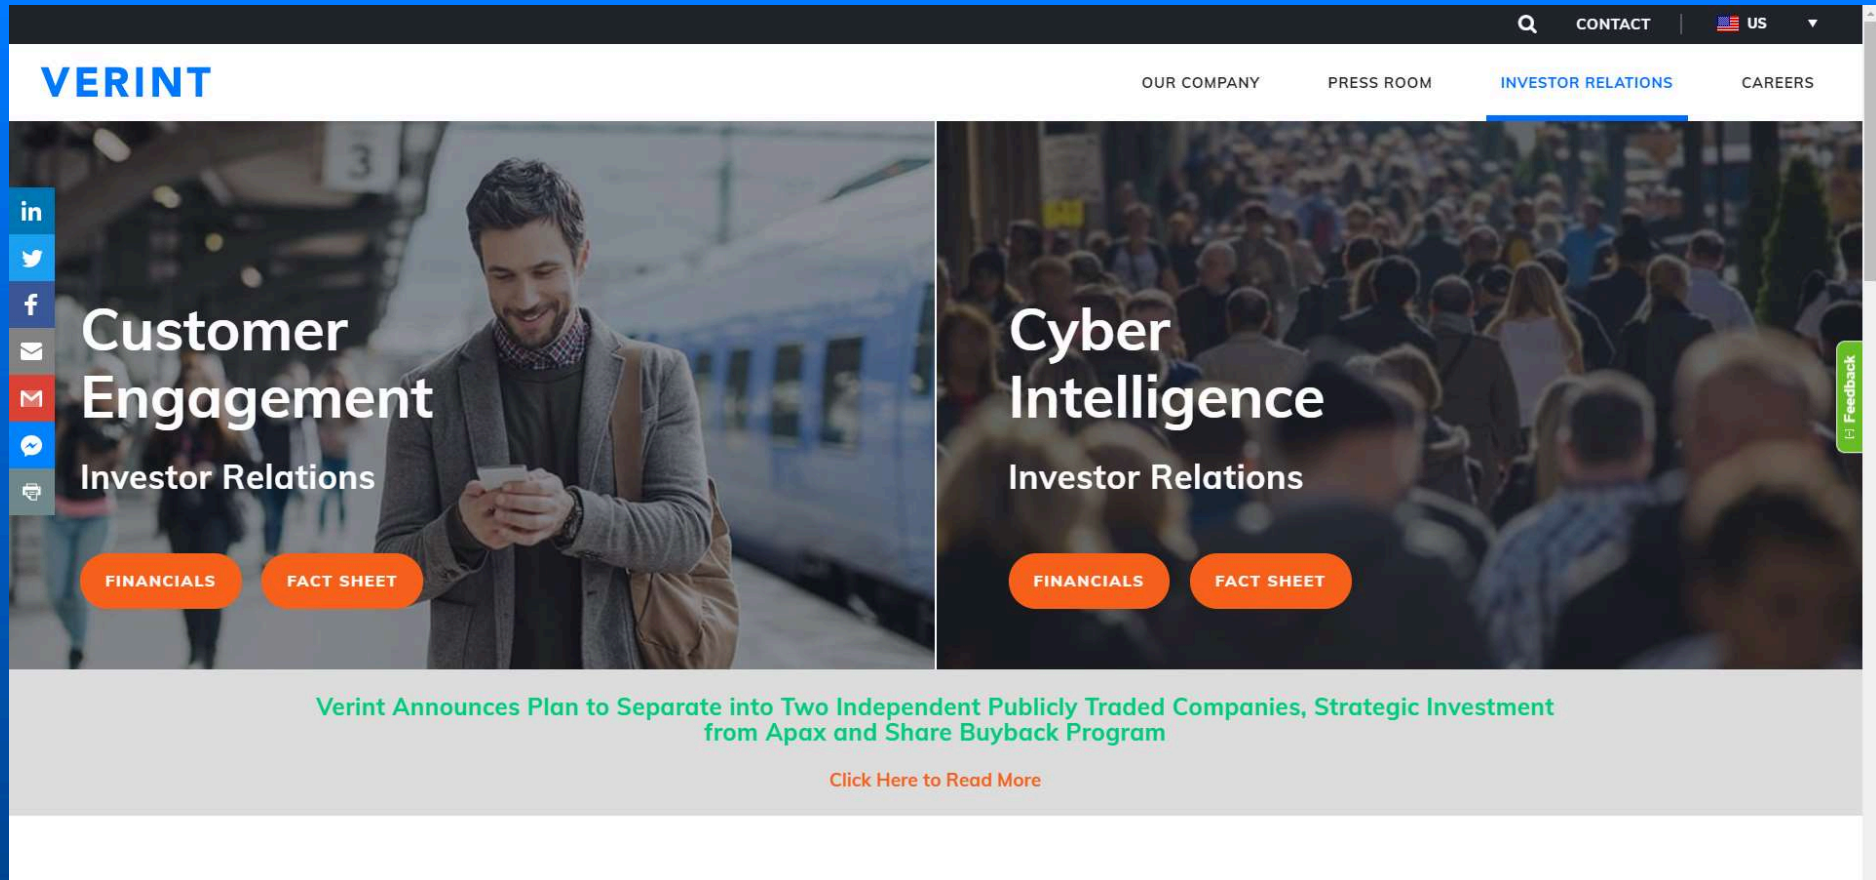 CONTACT
US
VERINT
OUR COMPANY
PRESS ROOM
INVESTOR RELATIONS
CAREERS
3
in
f
Customer
Engagement
Investor Relations
FINANCIALS
FACT SHEET
Cyber
Intelligence
Investor Relations
FINANCIALS
FACT SHEET
[-] Feedback
Verint Announces Plan to Separate into Two Independent Publicly Traded Companies, Strategic Investment
from Apax and Share Buyback Program
Click Here to Read More